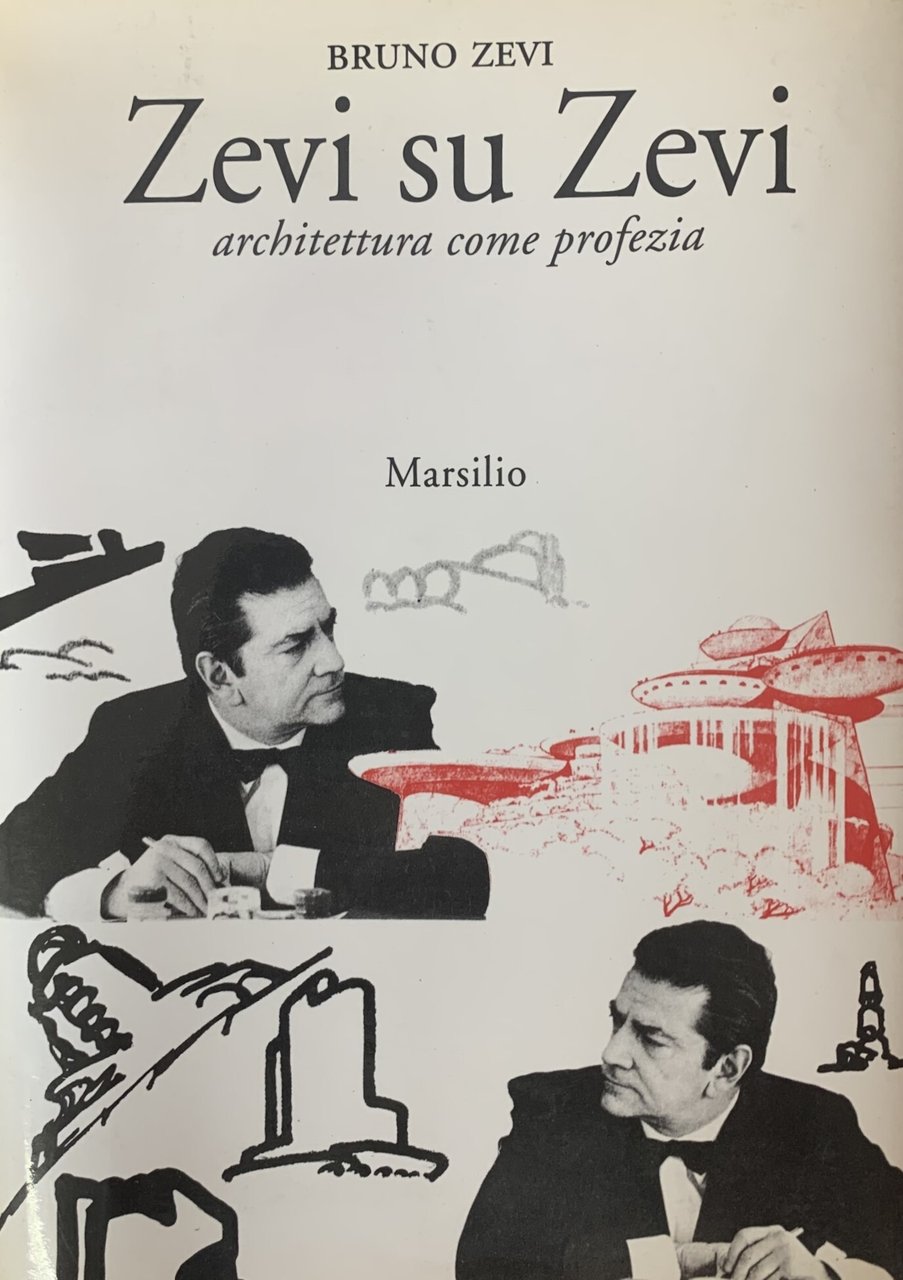 BRUNO ZEVI
Zevi su Zevi
architettura come profezia
Marsilio